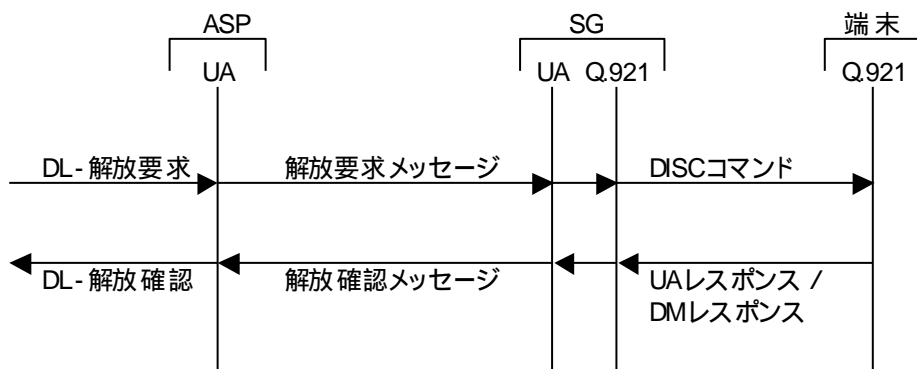 ASP SG 端末
UA UA Q.921 Q.921
DL-解放要求 解放要求メッセージ DISCコマンド
DL-解放確認 解放確認メッセージ UAレスポンス /
DMレスポンス